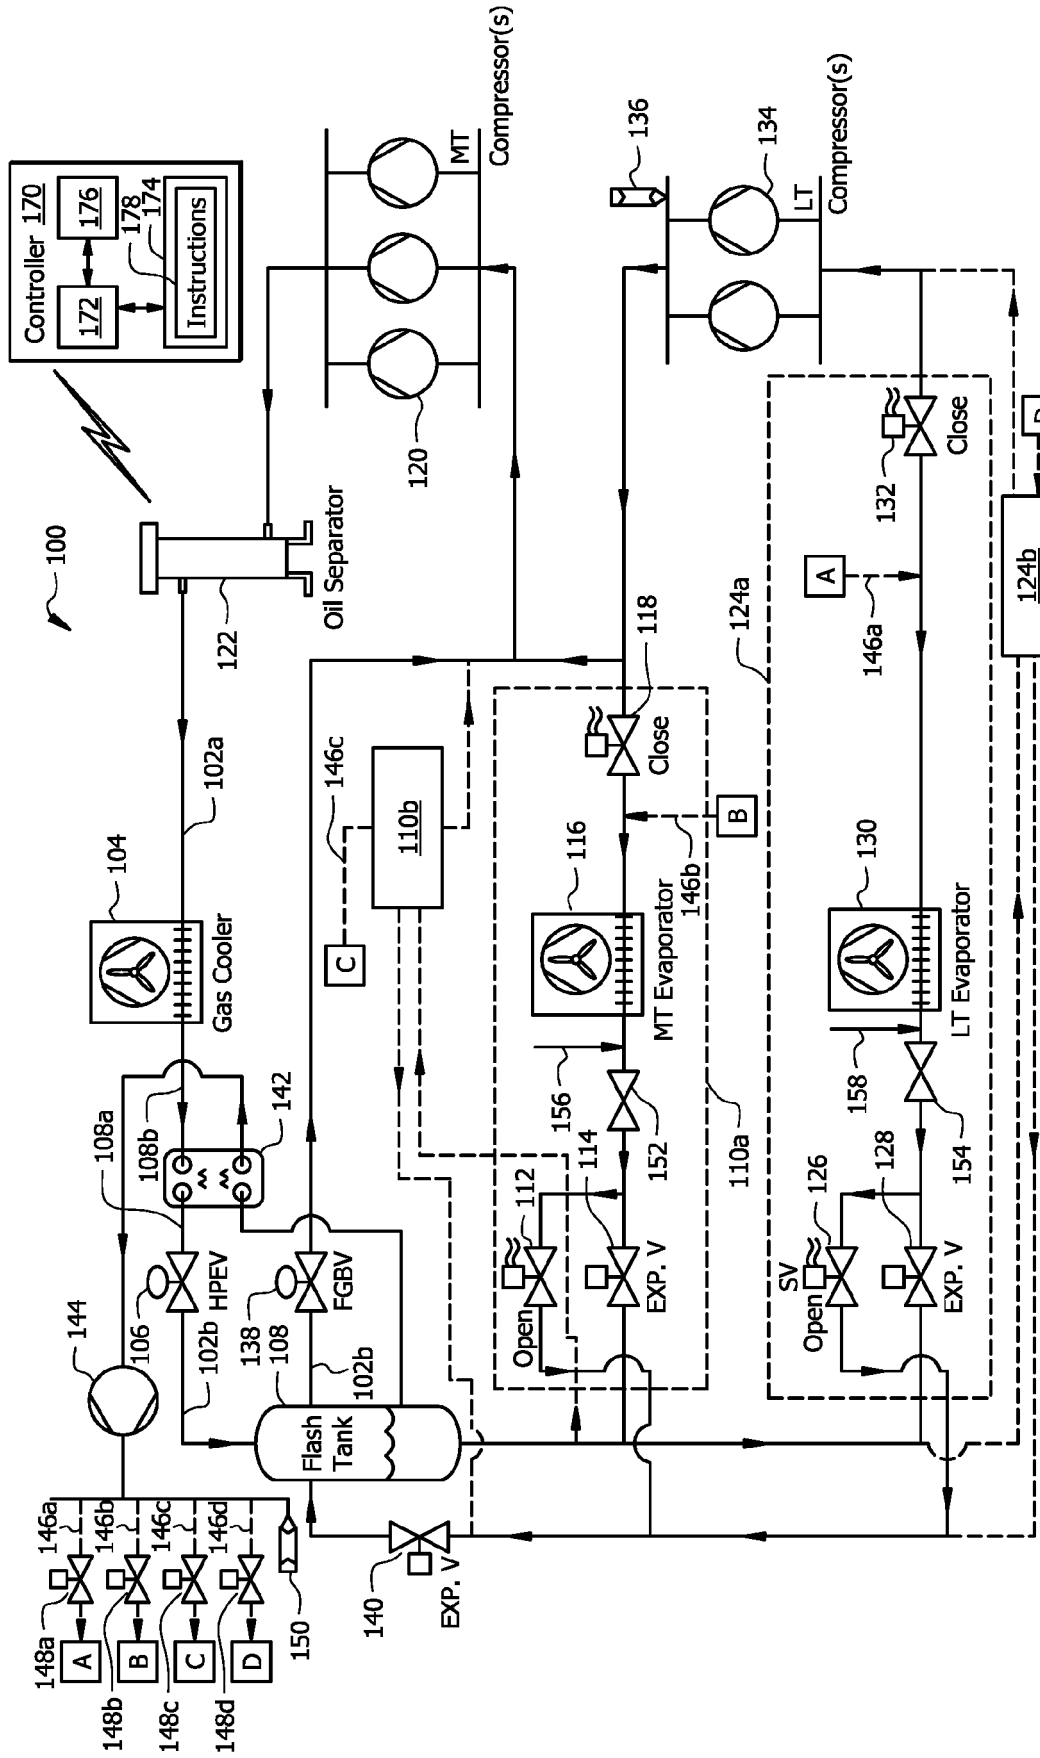 148a
A
146a
148b
B
146b
148c
C
146c
148d
D
146d
150
144
106
HPEV
102b
108a
108b
142
104
Gas Cooler
102a
122
Oil Separator
100
Controller 170
172
176
178
174
Instructions
138
FGBV
108
102b
Flash
Tank
140
EXP. V
C
146c
110b
120
MT
Compressor(s)
112
Open
114
EXP. V
156
152
116
MT Evaporator
146b
B
118
Close
110a
136
134
LT
Compressor(s)
124a
SV
126
Open
128
EXP. V
158
154
130
LT Evaporator
A
146a
132
Close
124b